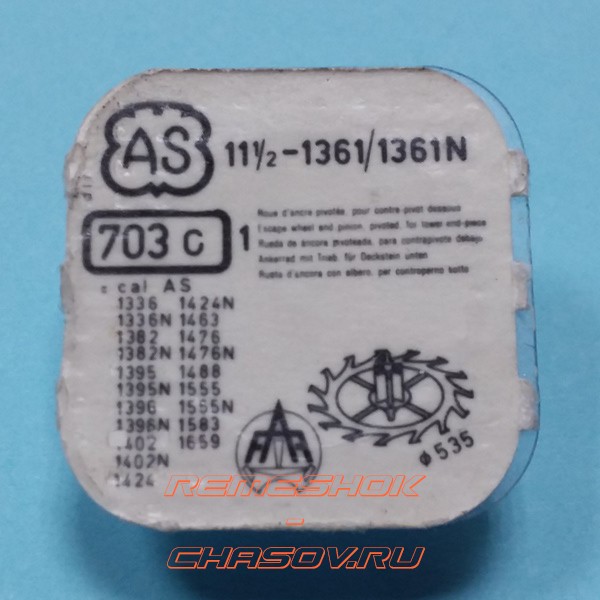 AS 11½-1361/1361N
703 C 1
Roue d'ancre pivotée, pour contre-pivot dessous
Escape wheel and pinion, pivoted, for lower end-piece
Rueda de áncora pivoteada, para contrapivote debajo
Ankerrad mit Trieb, für Deckstein unten
Ruota d'ancora con albero, per contraperno sotto
= cal AS
1336 1424N
1336N 1463
1382 1476
1382N 1476N
1395 1488
1395N 1555
1396 1555N
1396N 1583
1402 1659
1402N
1424
ø 535
REMESHOK
-
CHASOV.RU